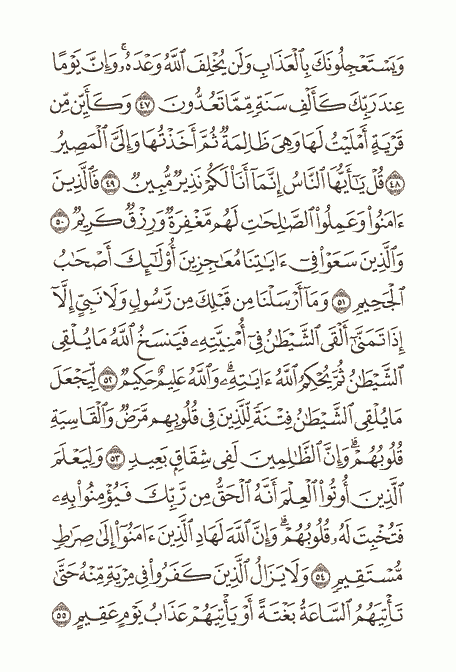 وَيَسْتَعْجِلُونَكَ بِالْعَذَابِ وَلَن يُخْلِفَ اللَّهُ وَعْدَهُۥ ۚ وَإِنَّ يَوْمًا
عِندَ رَبِّكَ كَأَلْفِ سَنَةٍ مِّمَّا تَعُدُّونَ ٤٧ وَكَأَيِّن مِّن
قَرْيَةٍ أَمْلَيْتُ لَهَا وَهِىَ ظَالِمَةٌ ثُمَّ أَخَذْتُهَا وَإِلَىَّ الْمَصِيرُ
٤٨ قُلْ يَـٰٓأَيُّهَا النَّاسُ إِنَّمَآ أَنَا۠ لَكُمْ نَذِيرٌ مُّبِينٌ ٤٩ فَالَّذِينَ
ءَامَنُوا۟ وَعَمِلُوا۟ الصَّـٰلِحَـٰتِ لَهُم مَّغْفِرَةٌ وَرِزْقٌ كَرِيمٌ ٥٠
وَالَّذِينَ سَعَوْا۟ فِىٓ ءَايَـٰتِنَا مُعَـٰجِزِينَ أُو۟لَـٰٓئِكَ أَصْحَـٰبُ
الْجَحِيمِ ٥١ وَمَآ أَرْسَلْنَا مِن قَبْلِكَ مِن رَّسُولٍ وَلَا نَبِىٍّ إِلَّآ
إِذَا تَمَنَّىٰٓ أَلْقَى الشَّيْطَـٰنُ فِىٓ أُمْنِيَّتِهِۦ فَيَنسَخُ اللَّهُ مَا يُلْقِى
الشَّيْطَـٰنُ ثُمَّ يُحْكِمُ اللَّهُ ءَايَـٰتِهِۦ ۗ وَاللَّهُ عَلِيمٌ حَكِيمٌ ٥٢ لِّيَجْعَلَ
مَا يُلْقِى الشَّيْطَـٰنُ فِتْنَةً لِّلَّذِينَ فِى قُلُوبِهِم مَّرَضٌ وَالْقَاسِيَةِ
قُلُوبُهُمْ ۗ وَإِنَّ الظَّـٰلِمِينَ لَفِى شِقَاقٍۭ بَعِيدٍ ٥٣ وَلِيَعْلَمَ
الَّذِينَ أُوتُوا۟ الْعِلْمَ أَنَّهُ الْحَقُّ مِن رَّبِّكَ فَيُؤْمِنُوا۟ بِهِۦ
فَتُخْبِتَ لَهُۥ قُلُوبُهُمْ ۗ وَإِنَّ اللَّهَ لَهَادِ الَّذِينَ ءَامَنُوٓا۟ إِلَىٰ صِرَٰطٍ
مُّسْتَقِيمٍ ٥٤ وَلَا يَزَالُ الَّذِينَ كَفَرُوا۟ فِى مِرْيَةٍ مِّنْهُ حَتَّىٰ
تَأْتِيَهُمُ السَّاعَةُ بَغْتَةً أَوْ يَأْتِيَهُمْ عَذَابُ يَوْمٍ عَقِيمٍ ٥٥